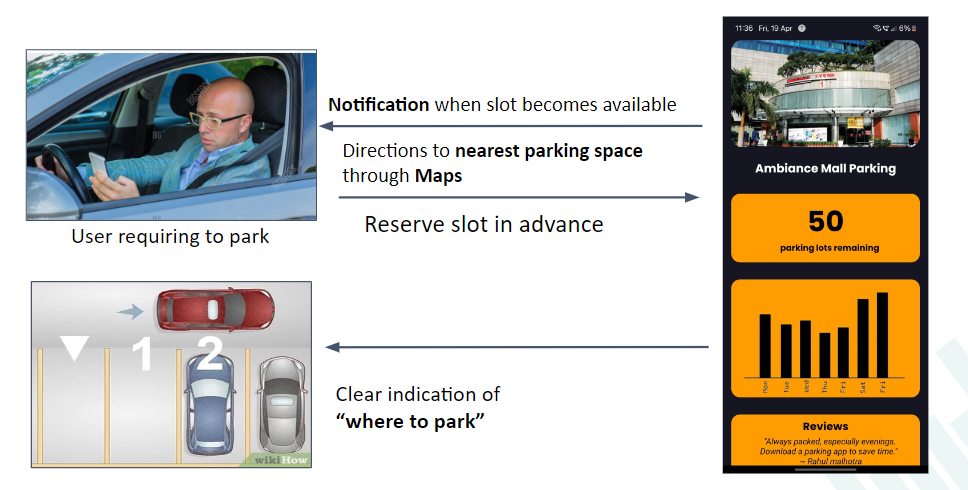 Notification when slot becomes available
Directions to nearest parking space
through Maps
Reserve slot in advance
User requiring to park
1 2
wikiHow
Clear indication of
“where to park”
11:36 Fri, 19 Apr
6%
Ambiance Mall Parking
50
parking lots remaining
Mon Tue Wed Thu Fri Sat Fri
Reviews
"Always packed, especially evenings.
Download a parking app to save time."
~ Rahul malhotra